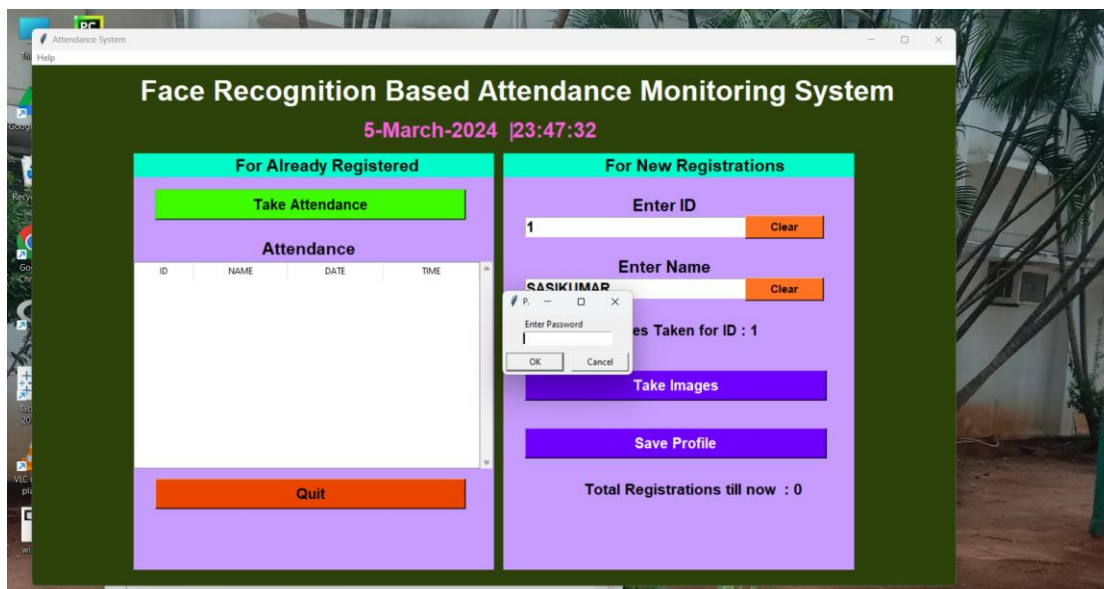 PC
Attendance System
Help
Face Recognition Based Attendance Monitoring System
5-March-2024 |23:47:32
For Already Registered
For New Registrations
Take Attendance
Enter ID
1
Clear
Attendance
ID NAME DATE TIME
Enter Name
SASIKUMAR
Clear
P.
Enter Password
OK Cancel
es Taken for ID : 1
Take Images
Save Profile
Quit
Total Registrations till now : 0